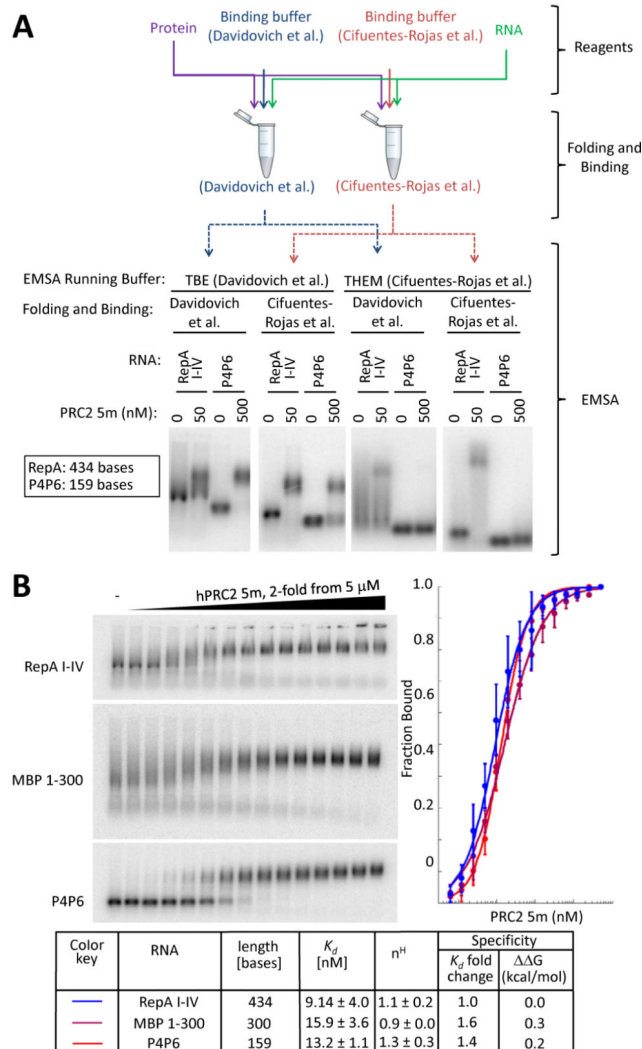 A
Protein
Binding buffer
(Davidovich et al.)
Binding buffer
(Cifuentes-Rojas et al.)
RNA
Reagents
Folding and
Binding
(Davidovich et al.)
(Cifuentes-Rojas et al.)
EMSA Running Buffer: TBE (Davidovich et al.) THEM (Cifuentes-Rojas et al.)
Folding and Binding: Davidovich et al. Cifuentes-Rojas et al. Davidovich et al. Cifuentes-Rojas et al.
RNA: RepA I-IV P4P6 RepA I-IV P4P6 RepA I-IV P4P6 RepA I-IV P4P6
PRC2 5m (nM): 0 50 0 500 0 50 0 500 0 50 0 500 0 50 0 500
EMSA
RepA: 434 bases
P4P6: 159 bases
B
- hPRC2 5m, 2-fold from 5 μM
RepA I-IV
MBP 1-300
P4P6
Fraction Bound
1.0
0.8
0.6
0.4
0.2
0
PRC2 5m (nM)
Color key RNA length [bases] Kd [nM] n^H Specificity
Kd fold change ΔΔG (kcal/mol)
RepA I-IV 434 9.14 ± 4.0 1.1 ± 0.2 1.0 0.0
MBP 1-300 300 15.9 ± 3.6 0.9 ± 0.0 1.6 0.3
P4P6 159 13.2 ± 1.1 1.3 ± 0.3 1.4 0.2